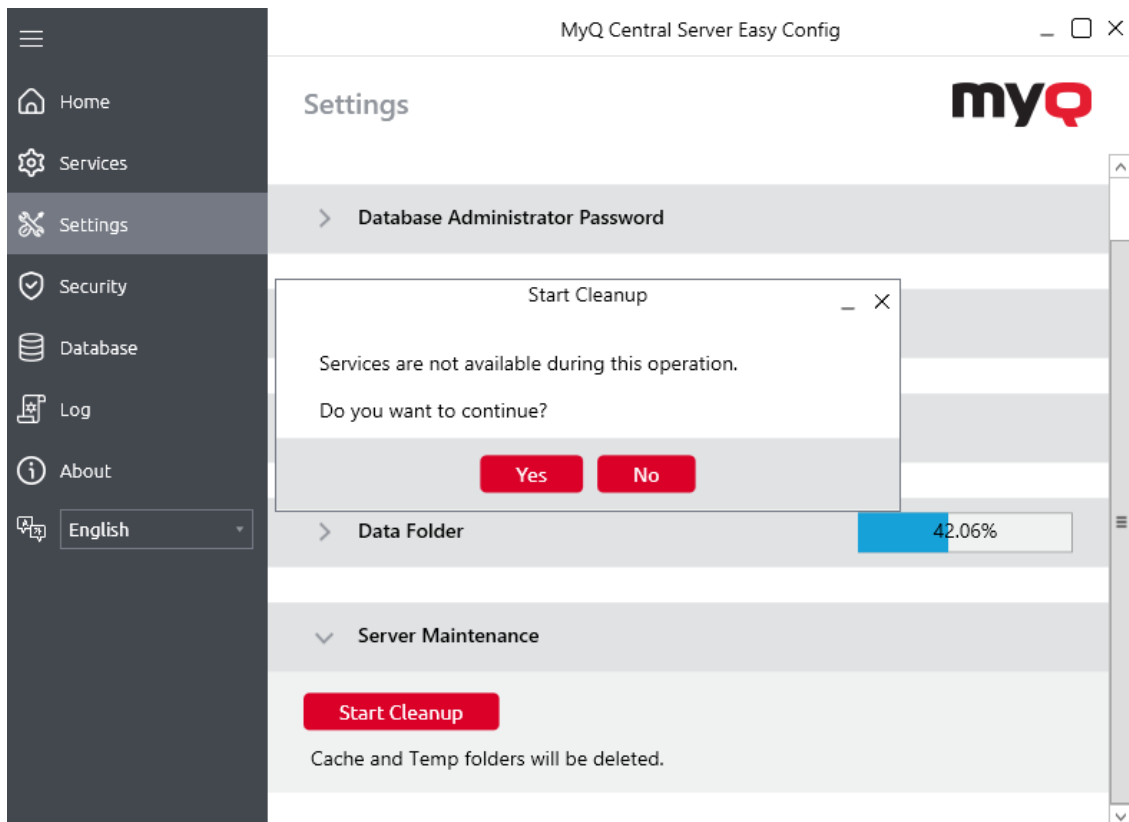 MyQ Central Server Easy Config
Home
Services
Settings
Security
Database
Log
About
English
Settings
myQ
Database Administrator Password
Start Cleanup
Services are not available during this operation.
Do you want to continue?
Yes
No
Data Folder
42.06%
Server Maintenance
Start Cleanup
Cache and Temp folders will be deleted.